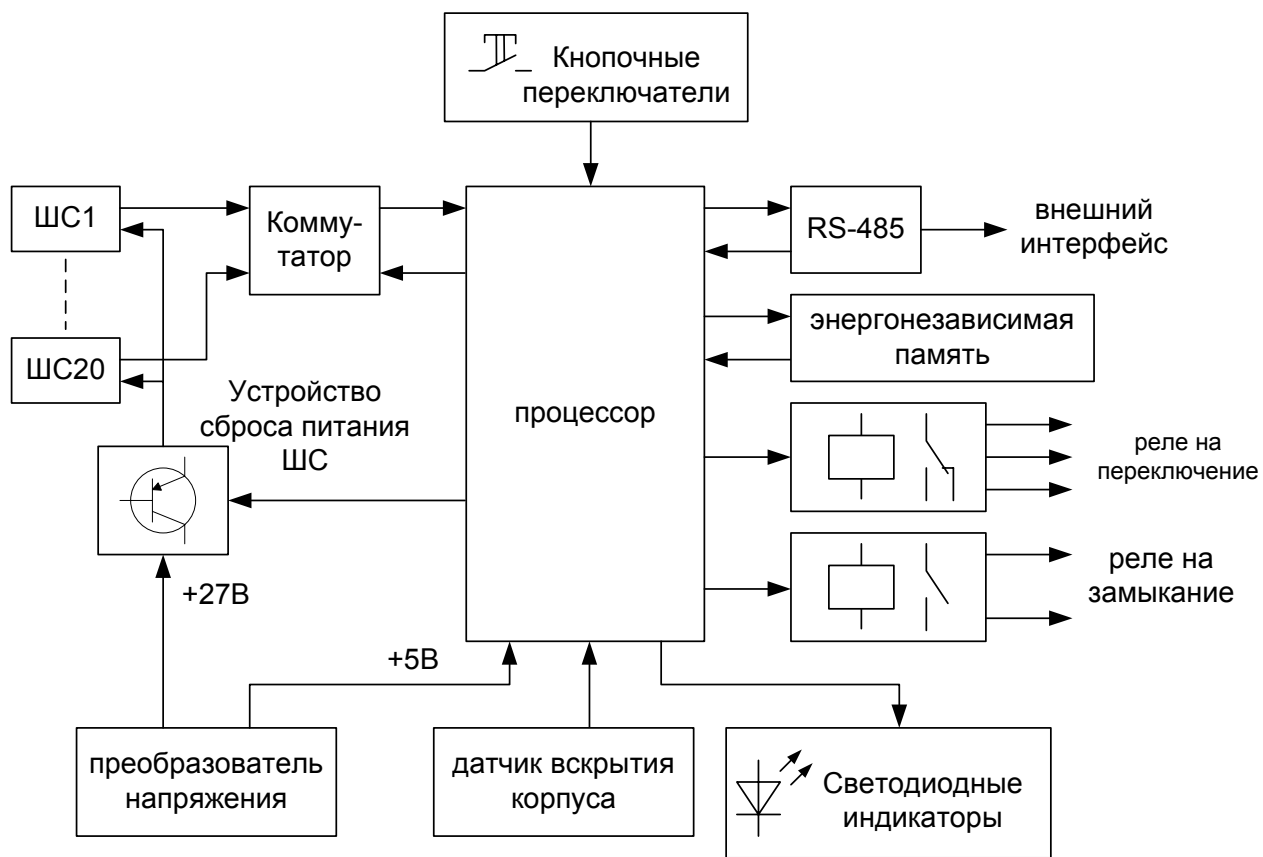 Кнопочные
переключатели
ШС1
Комму-
татор
RS-485
внешний
интерфейс
энергонезависимая
память
ШС20
Устройство
сброса питания
ШС
процессор
реле на
переключение
+27В
реле на
замыкание
+5В
преобразователь
напряжения
датчик вскрытия
корпуса
Светодиодные
индикаторы